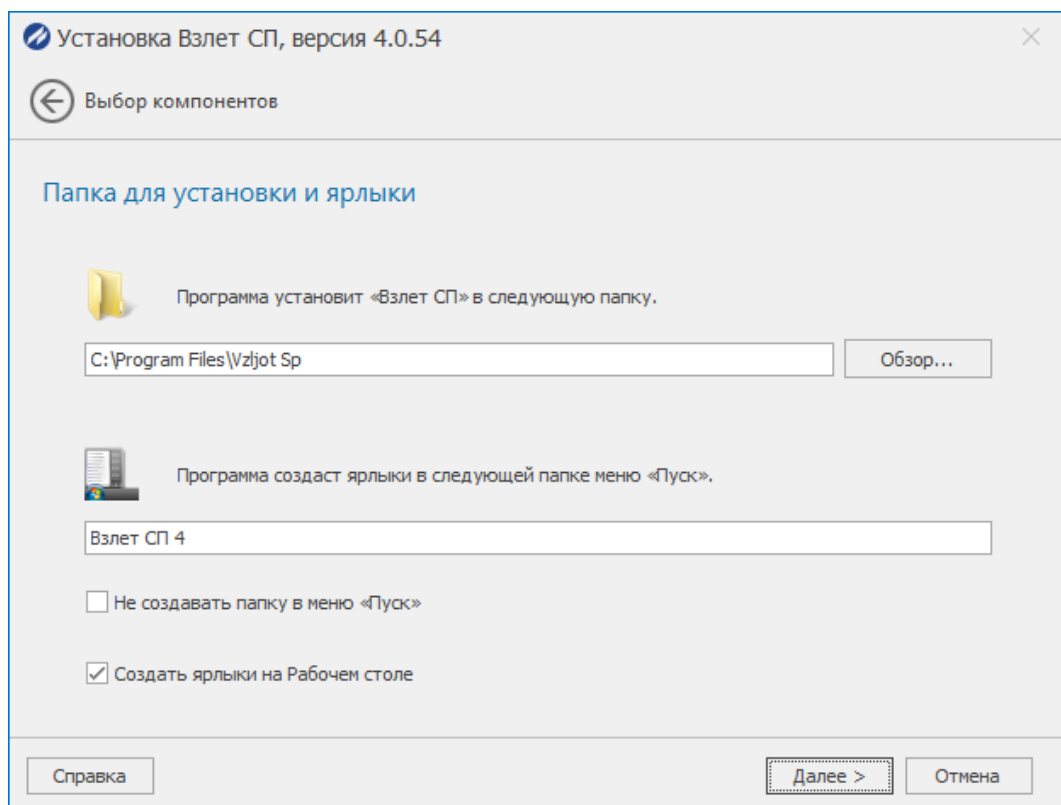 Установка Взлет СП, версия 4.0.54
Выбор компонентов
Папка для установки и ярлыки
Программа установит «Взлет СП» в следующую папку.
C:\Program Files\Vzljot Sp
Обзор...
Программа создаст ярлыки в следующей папке меню «Пуск».
Взлет СП 4
Не создавать папку в меню «Пуск»
Создать ярлыки на Рабочем столе
Справка
Далее >
Отмена